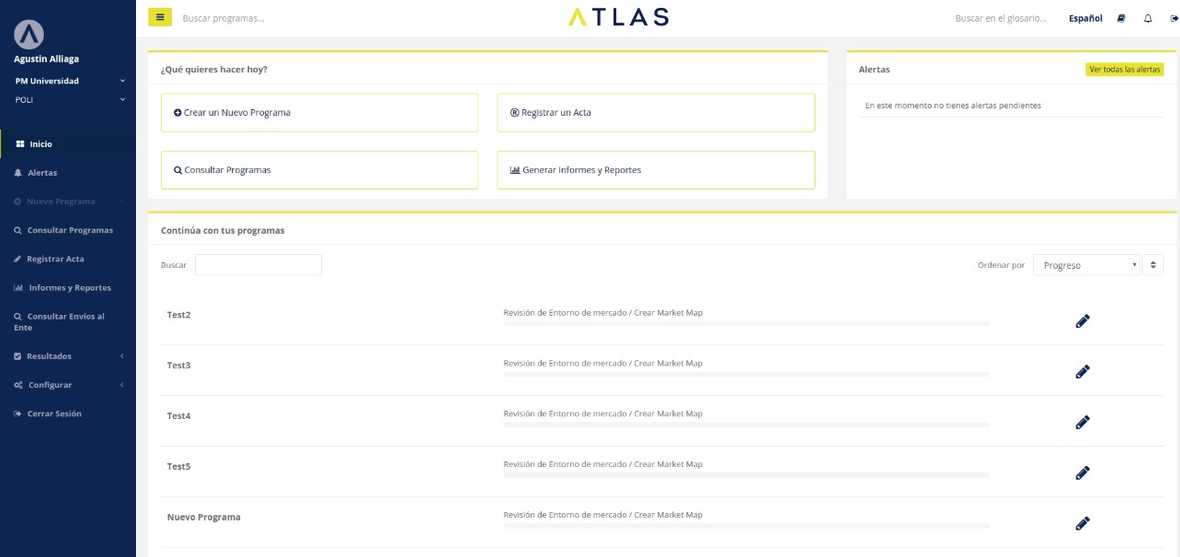 Agustin Alliaga
PM Universidad
POLI
Inicio
Alertas
Nuevo Programa
Consultar Programas
Registrar Acta
Informes y Reportes
Consultar Envíos al
Ente
Resultados
Configurar
Cerrar Sesión
Buscar programas...
ATLAS
Buscar en el glosario...
Español
¿Qué quieres hacer hoy?
Crear un Nuevo Programa
Registrar un Acta
Consultar Programas
Generar Informes y Reportes
Alertas
Ver todas las alertas
En este momento no tienes alertas pendientes
Continúa con tus programas
Buscar
Ordenar por
Progreso
Test2
Revisión de Entorno de mercado / Crear Market Map
Test3
Revisión de Entorno de mercado / Crear Market Map
Test4
Revisión de Entorno de mercado / Crear Market Map
Test5
Revisión de Entorno de mercado / Crear Market Map
Nuevo Programa
Revisión de Entorno de mercado / Crear Market Map